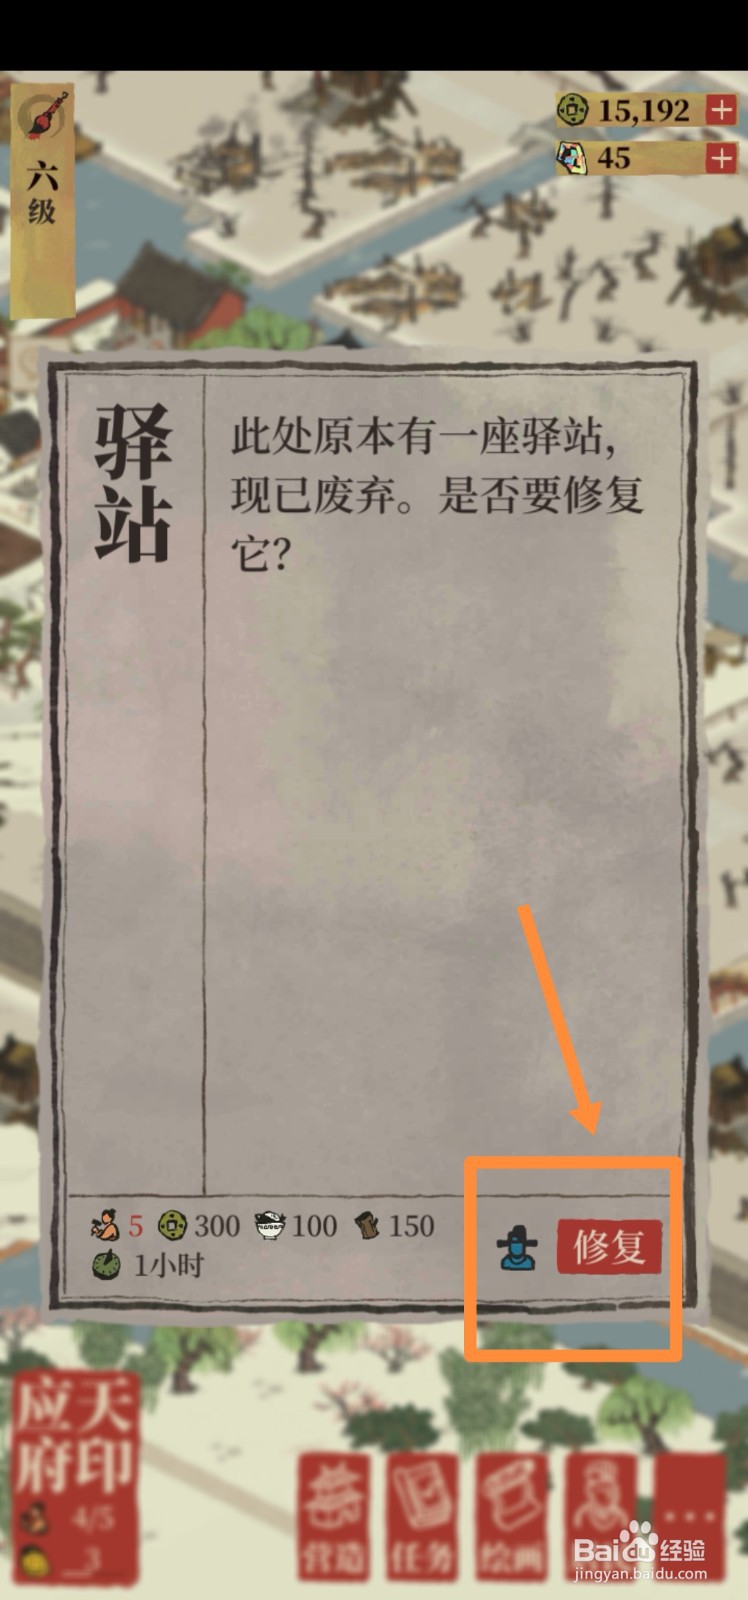 六级
15,192
45
驿站
此处原本有一座驿站，
现已废弃。是否要修复
它？
5 300 100 150
1小时
修复
应天
府印
4/5
3
营造
任务
绘画
Baidu经验
jingyan.baidu.com